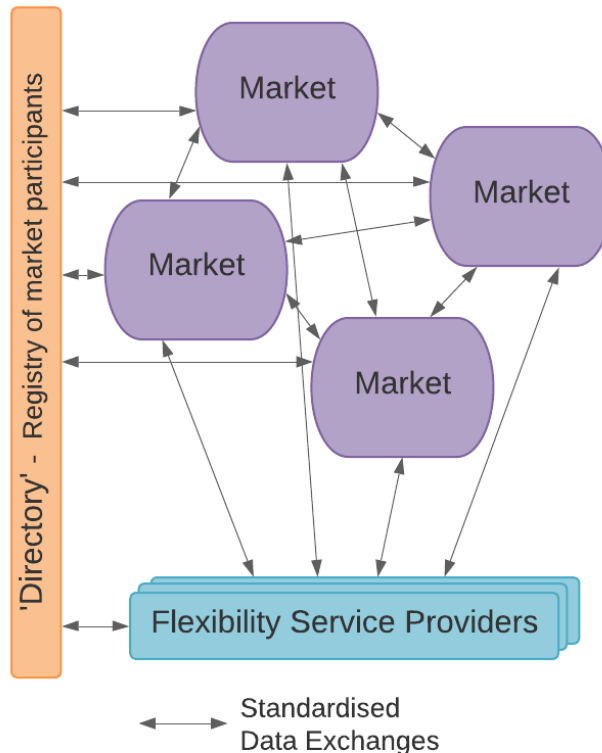 'Directory' - Registry of market participants
Market
Market
Market
Market
Flexibility Service Providers
Standardised
Data Exchanges